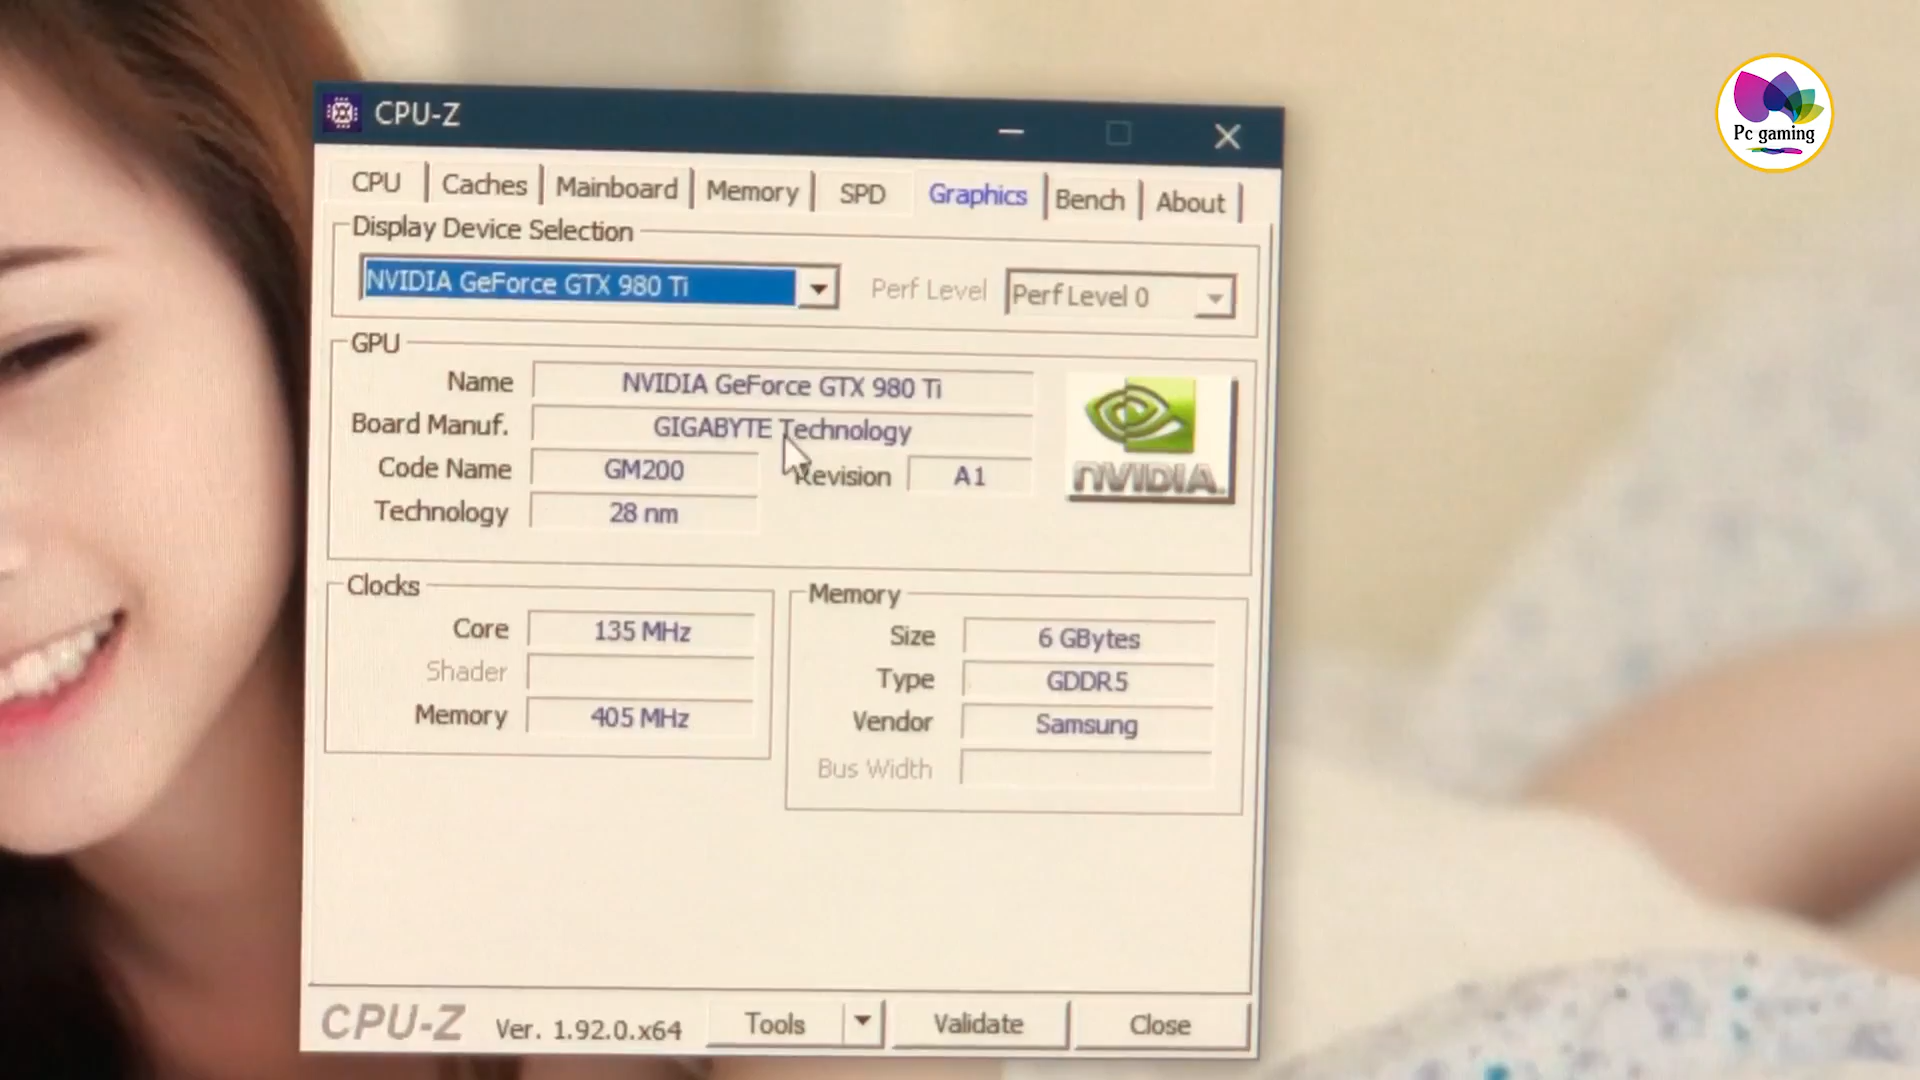 Pc gaming
CPU-Z
CPU Caches Mainboard Memory SPD Graphics Bench About
Display Device Selection
NVIDIA GeForce GTX 980 Ti Perf Level Perf Level 0
GPU
Name NVIDIA GeForce GTX 980 Ti
Board Manuf. GIGABYTE Technology
Code Name GM200 Revision A1
Technology 28 nm
NVIDIA.
Clocks
Core 135 MHz
Shader
Memory 405 MHz
Memory
Size 6 GBytes
Type GDDR5
Vendor Samsung
Bus Width
CPU-Z Ver. 1.92.0.x64 Tools Validate Close